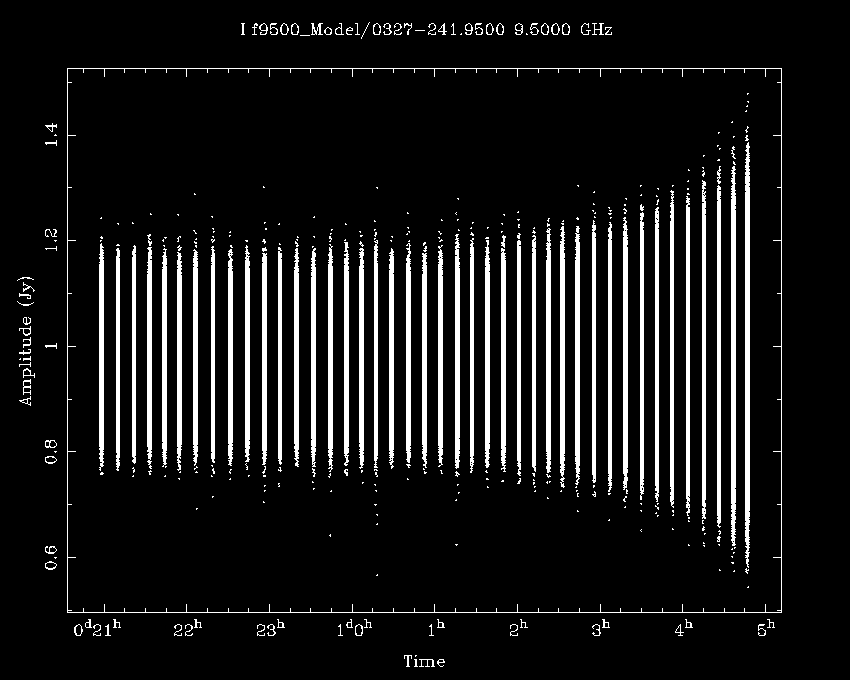 If9500_Model/0327-241.9500 9.5000 GHz
Amplitude (Jy)
1.4
1.2
1
0.8
0.6
0ᵈ21ʰ 22ʰ 23ʰ 1ᵈ0ʰ 1ʰ 2ʰ 3ʰ 4ʰ 5ʰ
Time